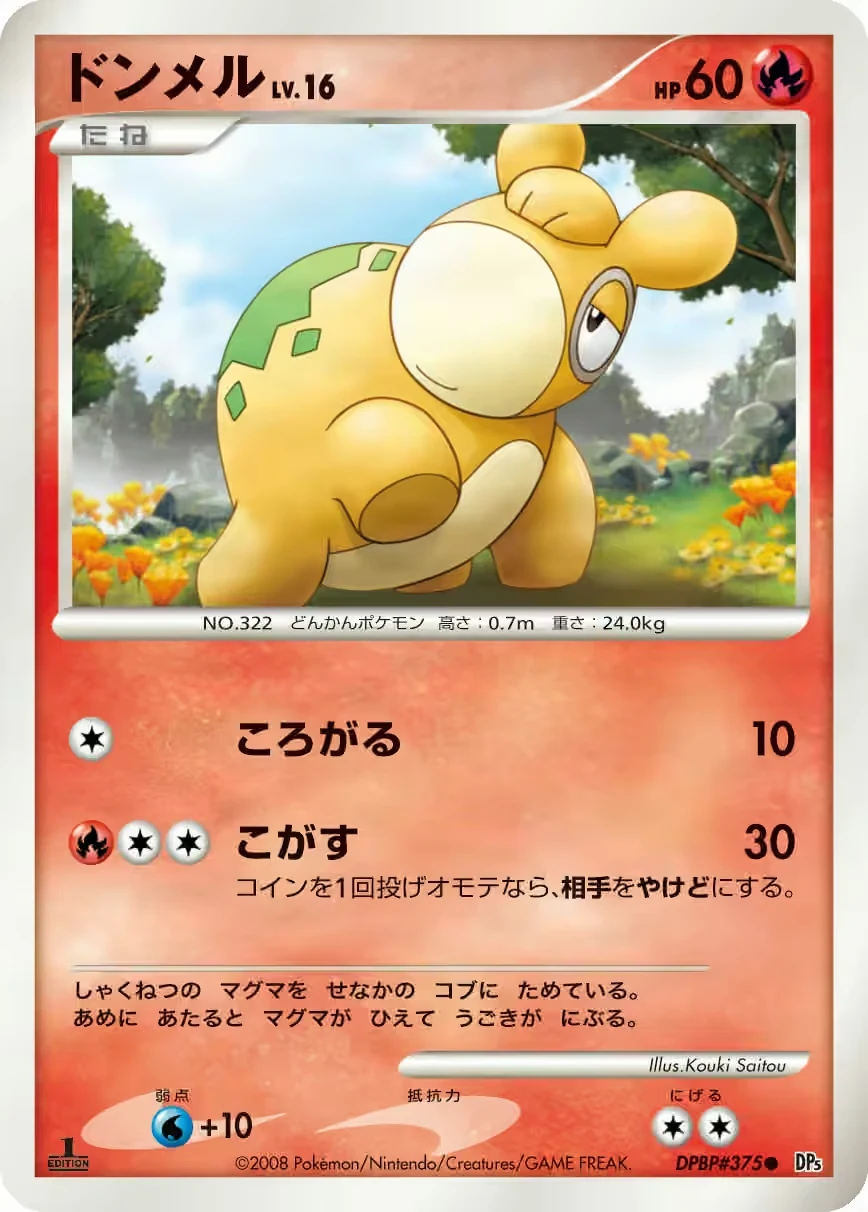 ドンメル LV.16 HP 60
たね
NO.322 どんかんポケモン 高さ:0.7m 重さ:24.0kg
ころがる 10
こがす 30
コインを1回投げオモテなら、相手をやけどにする。
しゃくねつの マグマを せなかの コブに ためている。
あめに あたると マグマが ひえて うごきが にぶる。
Illus.Kouki Saitou
弱点 抵抗力 にげる
+10
1 EDITION
©2008 Pokémon/Nintendo/Creatures/GAME FREAK. DPBP#375● DP5